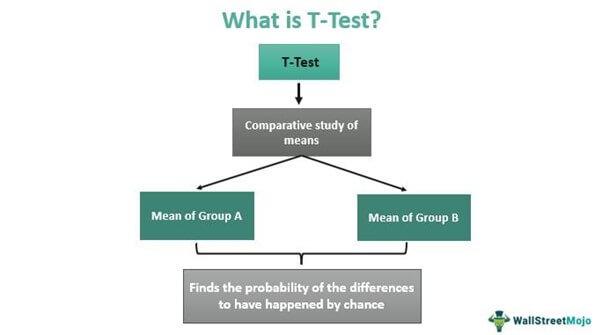 What is T-Test?
T-Test
Comparative study of
means
Mean of Group A
Mean of Group B
Finds the probability of the differences
to have happened by chance
WallStreetMojo